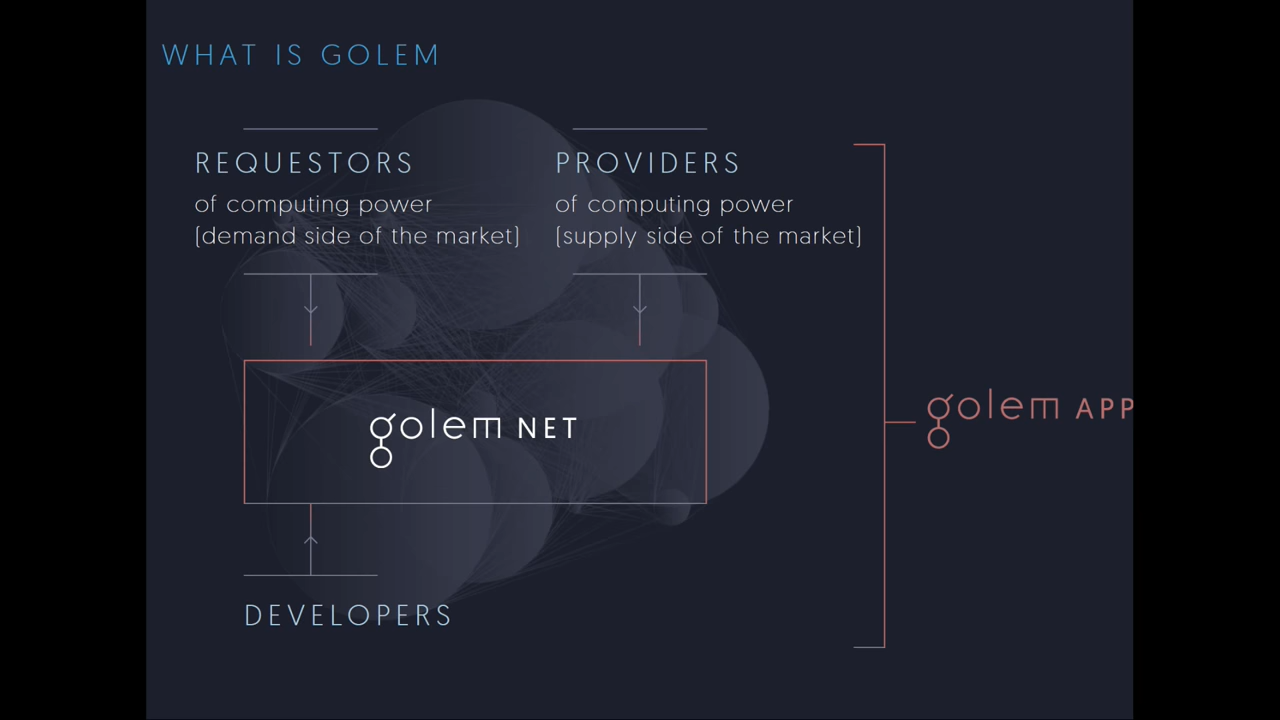 WHAT IS GOLEM
REQUESTORS
of computing power
(demand side of the market)
PROVIDERS
of computing power
(supply side of the market)
golem NET
golem APP
DEVELOPERS